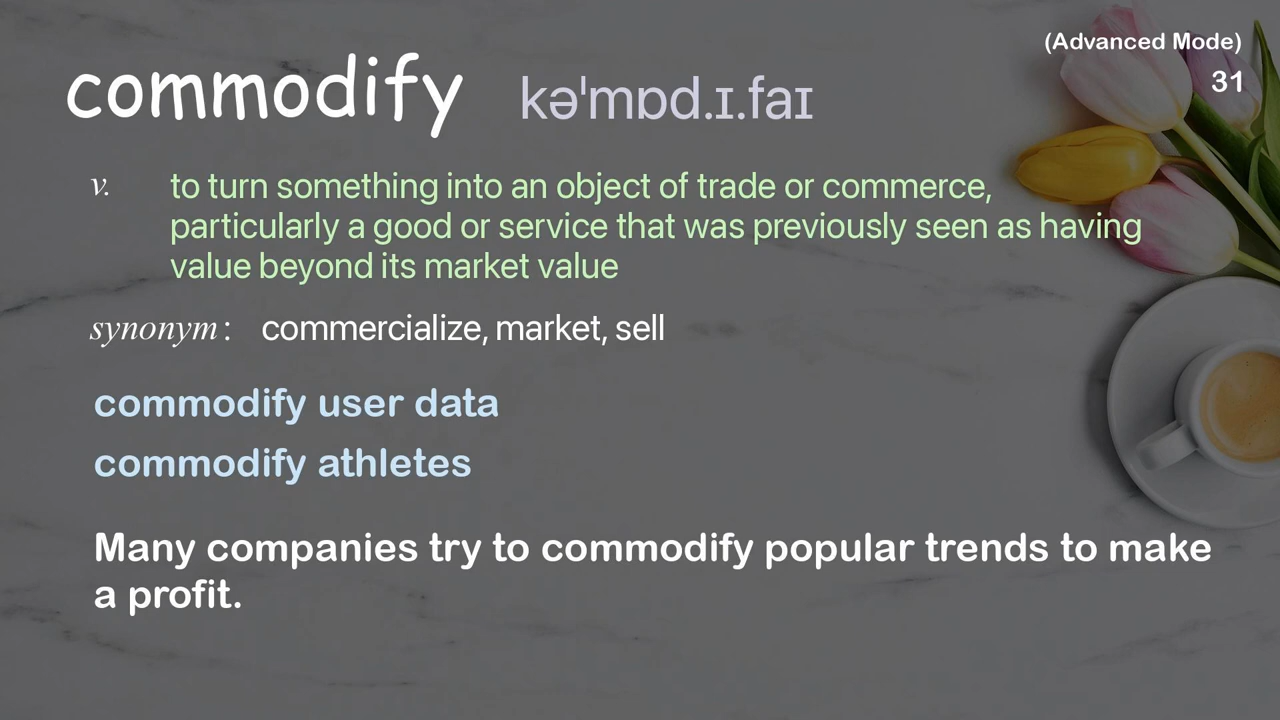 (Advanced Mode)
31
commodify kəˈmɒd.ɪ.faɪ
v. to turn something into an object of trade or commerce,
particularly a good or service that was previously seen as having
value beyond its market value
synonym: commercialize, market, sell
commodify user data
commodify athletes
Many companies try to commodify popular trends to make
a profit.